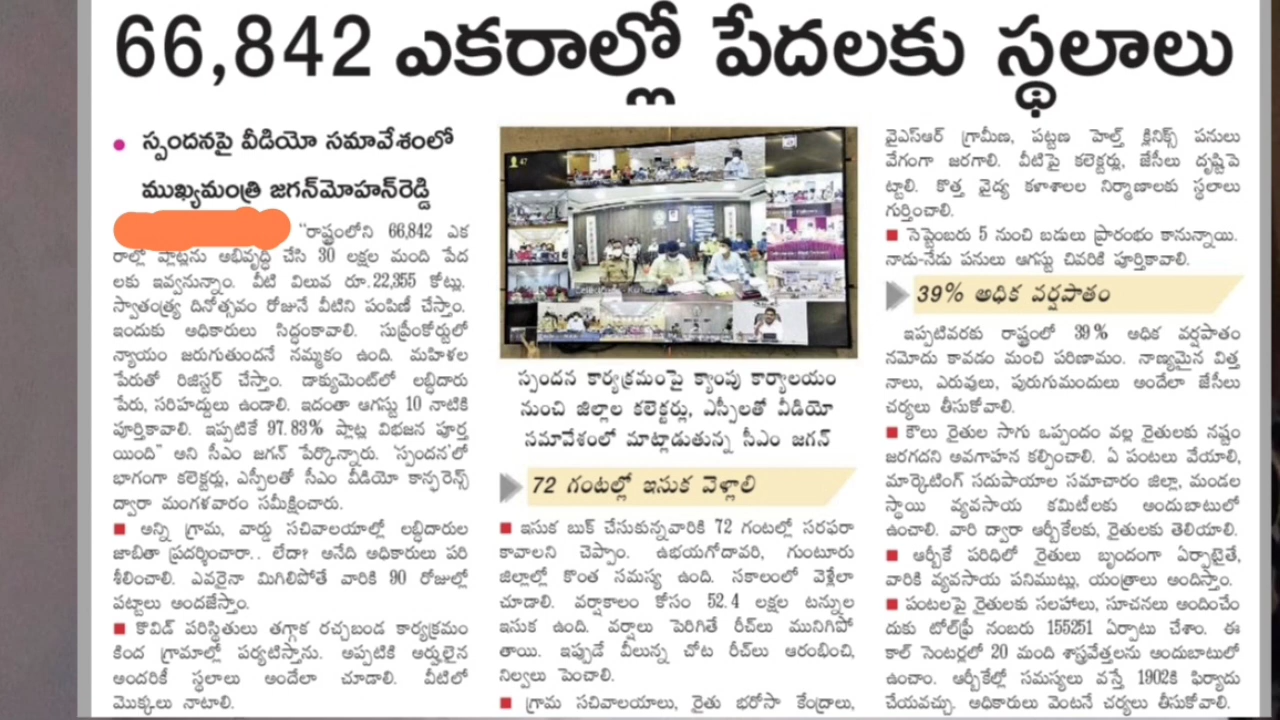 66,842 ఎకరాల్లో పేదలకు స్థలాలు
స్పందనపై వీడియో సమావేశంలో
ముఖ్యమంత్రి జగన్‌మోహన్‌రెడ్డి
“రాష్ట్రంలోని 66,842 ఎక
రాల్లో ప్లాట్లను అభివృద్ధి చేసి 30 లక్షల మంది పేద
లకు ఇవ్వనున్నాం. వీటి విలువ రూ.22,355 కోట్లు.
స్వాతంత్ర్య దినోత్సవం రోజునే వీటిని పంపిణీ చేస్తాం.
ఇందుకు అధికారులు సిద్ధంకావాలి. సుప్రీంకోర్టులో
న్యాయం జరుగుతుందనే నమ్మకం ఉంది. మహిళల
పేరుతో రిజిస్టర్ చేస్తాం. డాక్యుమెంట్‌లో లబ్ధిదారు
పేరు, సరిహద్దులు ఉండాలి. ఇదంతా ఆగస్టు 10 నాటికి
పూర్తికావాలి. ఇప్పటికే 97.83% ప్లాట్ల విభజన పూర్త
యింది” అని సీఎం జగన్ పేర్కొన్నారు. ‘స్పందన’లో
భాగంగా కలెక్టర్లు, ఎస్పీలతో సీఎం వీడియో కాన్ఫరెన్స్
ద్వారా మంగళవారం సమీక్షించారు.
■ అన్ని గ్రామ, వార్డు సచివాలయాల్లో లబ్ధిదారుల
జాబితా ప్రదర్శించారా.. లేదా? అనేది అధికారులు పరి
శీలించాలి. ఎవరైనా మిగిలిపోతే వారికి 90 రోజుల్లో
పట్టాలు అందజేస్తాం.
■ కొవిడ్ పరిస్థితులు తగ్గాక రచ్చబండ కార్యక్రమం
కింద గ్రామాల్లో పర్యటిస్తాను. అప్పటికి అర్హులైన
అందరికీ స్థలాలు అందేలా చూడాలి. వీటిలో
మొక్కలు నాటాలి.
స్పందన కార్యక్రమంపై క్యాంపు కార్యాలయం
నుంచి జిల్లాల కలెక్టర్లు, ఎస్పీలతో వీడియో
సమావేశంలో మాట్లాడుతున్న సీఎం జగన్
72 గంటల్లో ఇసుక వెళ్లాలి
■ ఇసుక బుక్ చేసుకున్నవారికి 72 గంటల్లో సరఫరా
కావాలని చెప్పాం. ఉభయగోదావరి, గుంటూరు
జిల్లాల్లో కొంత సమస్య ఉంది. సకాలంలో వెళ్లేలా
చూడాలి. వర్షాకాలం కోసం 52.4 లక్షల టన్నుల
ఇసుక ఉంది. వర్షాలు పెరిగితే రీచ్‌లు మునిగిపో
తాయి. ఇప్పుడే వీలున్న చోట రీచ్‌లు ఆరంభించి,
నిల్వలు పెంచాలి.
■ గ్రామ సచివాలయాలు, రైతు భరోసా కేంద్రాలు,
వైఎస్ఆర్ గ్రామీణ, పట్టణ హెల్త్ క్లినిక్స్ పనులు
వేగంగా జరగాలి. వీటిపై కలెక్టర్లు, జేసీలు దృష్టిపె
ట్టాలి. కొత్త వైద్య కళాశాలల నిర్మాణాలకు స్థలాలు
గుర్తించాలి.
■ సెప్టెంబరు 5 నుంచి బడులు ప్రారంభం కానున్నాయి.
నాడు-నేడు పనులు ఆగస్టు చివరికి పూర్తికావాలి.
39% అధిక వర్షపాతం
ఇప్పటివరకు రాష్ట్రంలో 39% అధిక వర్షపాతం
నమోదు కావడం మంచి పరిణామం. నాణ్యమైన విత్త
నాలు, ఎరువులు, పురుగుమందులు అందేలా జేసీలు
చర్యలు తీసుకోవాలి.
■ కౌలు రైతుల సాగు ఒప్పందం వల్ల రైతులకు నష్టం
జరగదని అవగాహన కల్పించాలి. ఏ పంటలు వేయాలి,
మార్కెటింగ్ సదుపాయాల సమాచారం జిల్లా, మండల
స్థాయి వ్యవసాయ కమిటీలకు అందుబాటులో
ఉంచాలి. వారి ద్వారా ఆర్బీకేలకు, రైతులకు తెలియాలి.
■ ఆర్బీకే పరిధిలో రైతులు బృందంగా ఏర్పాటైతే,
వారికి వ్యవసాయ పనిముట్లు, యంత్రాలు అందిస్తాం.
■ పంటలపై రైతులకు సలహాలు, సూచనలు అందించేం
దుకు టోల్‌ఫ్రీ నంబరు 155251 ఏర్పాటు చేశాం. ఈ
కాల్ సెంటర్లలో 20 మంది శాస్త్రవేత్తలను అందుబాటులో
ఉంచాం. ఆర్బీకేల్లో సమస్యలు వస్తే 1902కి ఫిర్యాదు
చేయవచ్చు. అధికారులు వెంటనే చర్యలు తీసుకోవాలి.